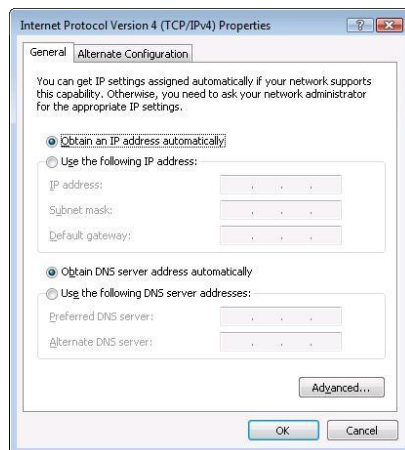 Internet Protocol Version 4 (TCP/IPv4) Properties
General
Alternate Configuration
You can get IP settings assigned automatically if your network supports
this capability. Otherwise, you need to ask your network administrator
for the appropriate IP settings.
Obtain an IP address automatically
Use the following IP address:
IP address:
Subnet mask:
Default gateway:
Obtain DNS server address automatically
Use the following DNS server addresses:
Preferred DNS server:
Alternate DNS server:
Advanced...
OK
Cancel